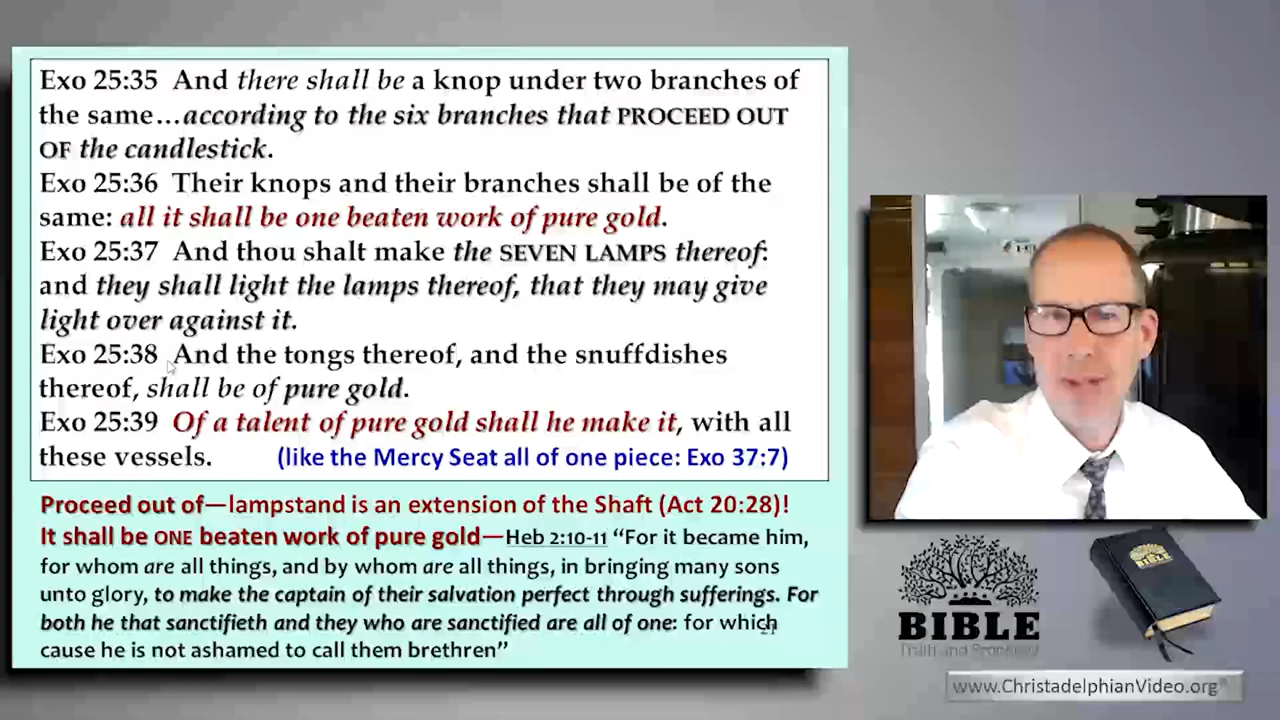 Exo 25:35 And there shall be a knop under two branches of
the same…according to the six branches that PROCEED OUT
OF the candlestick.
Exo 25:36 Their knops and their branches shall be of the
same: all it shall be one beaten work of pure gold.
Exo 25:37 And thou shalt make the SEVEN LAMPS thereof:
and they shall light the lamps thereof, that they may give
light over against it.
Exo 25:38 And the tongs thereof, and the snuffdishes
thereof, shall be of pure gold.
Exo 25:39 Of a talent of pure gold shall he make it, with all
these vessels. (like the Mercy Seat all of one piece: Exo 37:7)
Proceed out of—lampstand is an extension of the Shaft (Act 20:28)!
It shall be ONE beaten work of pure gold—Heb 2:10-11 “For it became him,
for whom are all things, and by whom are all things, in bringing many sons
unto glory, to make the captain of their salvation perfect through sufferings. For
both he that sanctifieth and they who are sanctified are all of one: for which
cause he is not ashamed to call them brethren”
BIBLE
Truth and Prophecy
www.ChristadelphianVideo.org